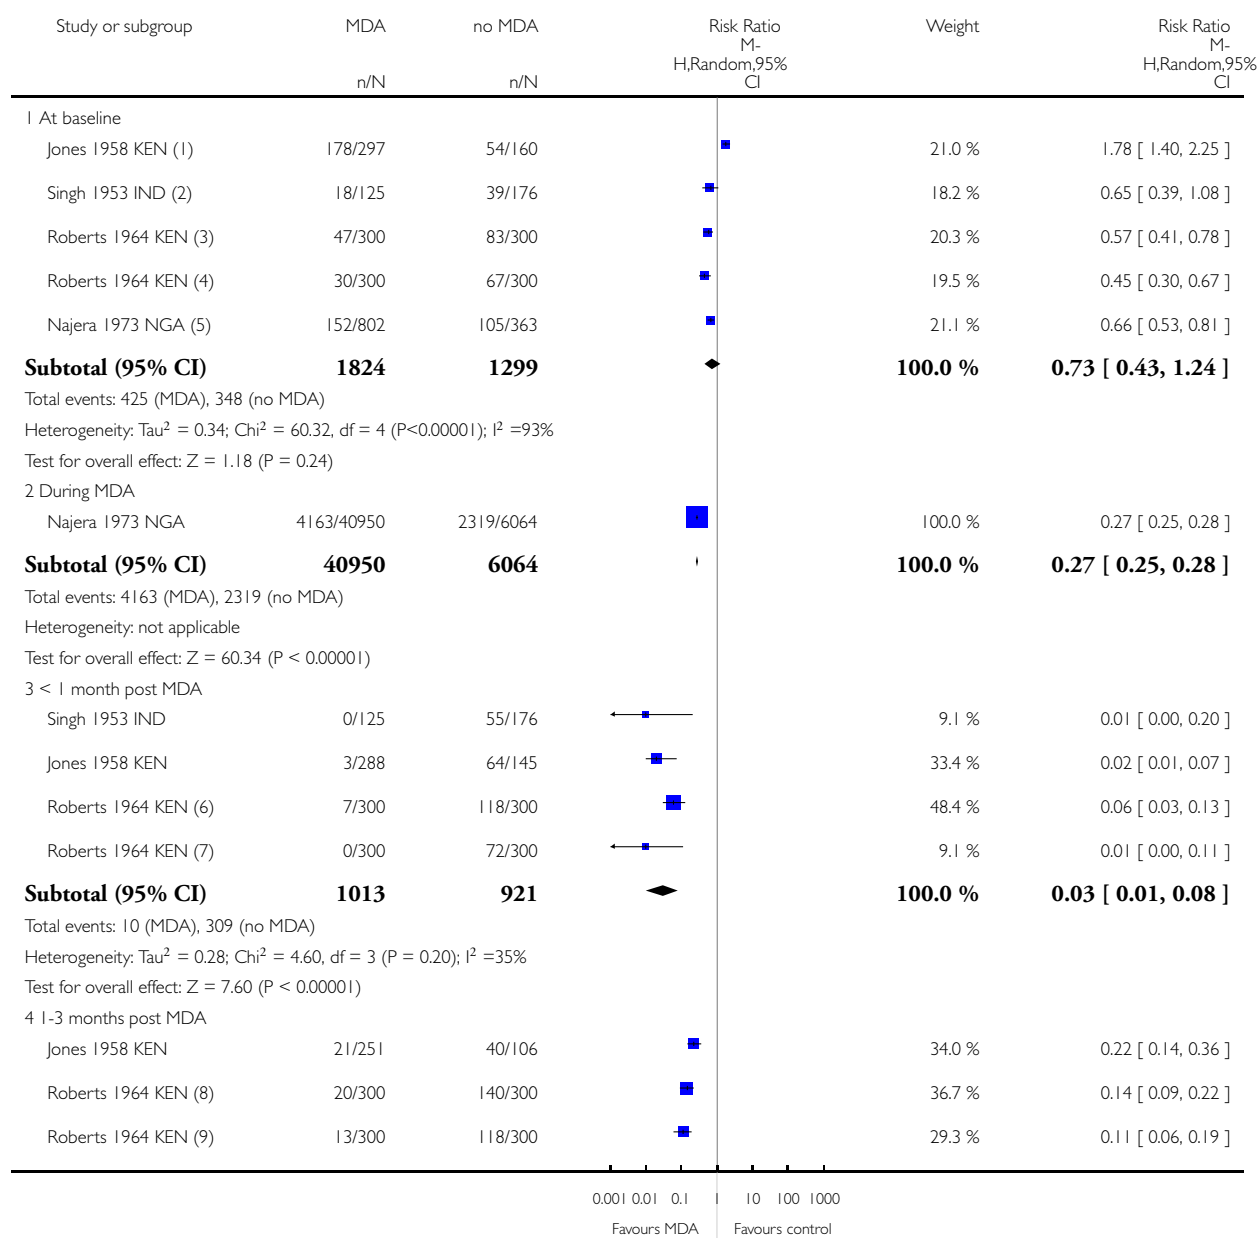 Study or subgroup MDA no MDA Risk Ratio Weight Risk Ratio
M- M-
H,Random,95% H,Random,95%
n/N n/N CI CI
1 At baseline
Jones 1958 KEN (1) 178/297 54/160 21.0 % 1.78 [ 1.40, 2.25 ]
Singh 1953 IND (2) 18/125 39/176 18.2 % 0.65 [ 0.39, 1.08 ]
Roberts 1964 KEN (3) 47/300 83/300 20.3 % 0.57 [ 0.41, 0.78 ]
Roberts 1964 KEN (4) 30/300 67/300 19.5 % 0.45 [ 0.30, 0.67 ]
Najera 1973 NGA (5) 152/802 105/363 21.1 % 0.66 [ 0.53, 0.81 ]
Subtotal (95% CI) 1824 1299 100.0 % 0.73 [ 0.43, 1.24 ]
Total events: 425 (MDA), 348 (no MDA)
Heterogeneity: Tau² = 0.34; Chi² = 60.32, df = 4 (P<0.00001); I² =93%
Test for overall effect: Z = 1.18 (P = 0.24)
2 During MDA
Najera 1973 NGA 4163/40950 2319/6064 100.0 % 0.27 [ 0.25, 0.28 ]
Subtotal (95% CI) 40950 6064 100.0 % 0.27 [ 0.25, 0.28 ]
Total events: 4163 (MDA), 2319 (no MDA)
Heterogeneity: not applicable
Test for overall effect: Z = 60.34 (P < 0.00001)
3 < 1 month post MDA
Singh 1953 IND 0/125 55/176 9.1 % 0.01 [ 0.00, 0.20 ]
Jones 1958 KEN 3/288 64/145 33.4 % 0.02 [ 0.01, 0.07 ]
Roberts 1964 KEN (6) 7/300 118/300 48.4 % 0.06 [ 0.03, 0.13 ]
Roberts 1964 KEN (7) 0/300 72/300 9.1 % 0.01 [ 0.00, 0.11 ]
Subtotal (95% CI) 1013 921 100.0 % 0.03 [ 0.01, 0.08 ]
Total events: 10 (MDA), 309 (no MDA)
Heterogeneity: Tau² = 0.28; Chi² = 4.60, df = 3 (P = 0.20); I² =35%
Test for overall effect: Z = 7.60 (P < 0.00001)
4 1-3 months post MDA
Jones 1958 KEN 21/251 40/106 34.0 % 0.22 [ 0.14, 0.36 ]
Roberts 1964 KEN (8) 20/300 140/300 36.7 % 0.14 [ 0.09, 0.22 ]
Roberts 1964 KEN (9) 13/300 118/300 29.3 % 0.11 [ 0.06, 0.19 ]
0.001 0.01 0.1 1 10 100 1000
Favours MDA Favours control